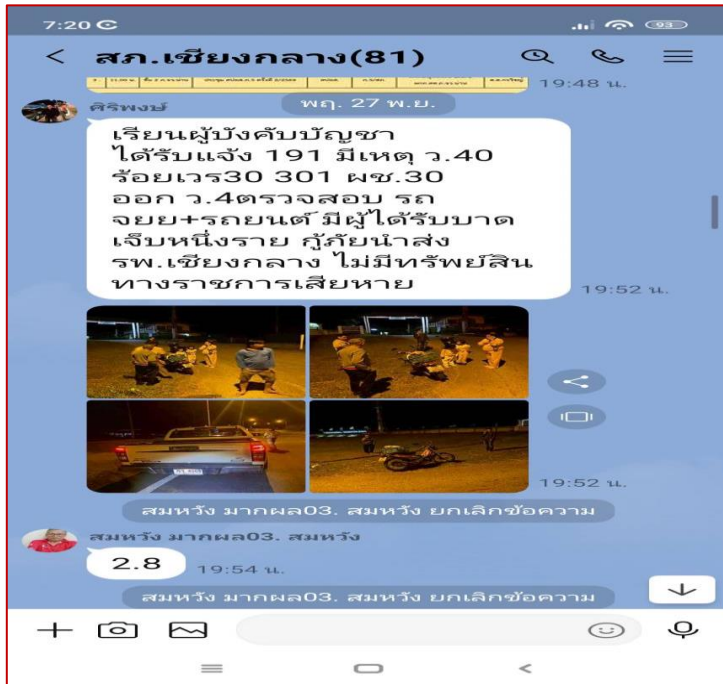 7:20
93
สภ.เชียงกลาง(81)
19:48 น.
พฤ. 27 พ.ย.
ศิริพงษ์
เรียนผู้บังคับบัญชา
ได้รับแจ้ง 191 มีเหตุ ว.40
ร้อยเวร30 301 ผช.30
ออก ว.4ตรวจสอบ รถ
จยย+รถยนต์ มีผู้ได้รับบาด
เจ็บหนึ่งราย กู้ภัยนำส่ง
รพ.เชียงกลาง ไม่มีทรัพย์สิน
ทางราชการเสียหาย
19:52 น.
19:52 น.
สมหวัง มากผล03. สมหวัง ยกเลิกข้อความ
สมหวัง มากผล03. สมหวัง
2.8
19:54 น.
สมหวัง มากผล03. สมหวัง ยกเลิกข้อความ